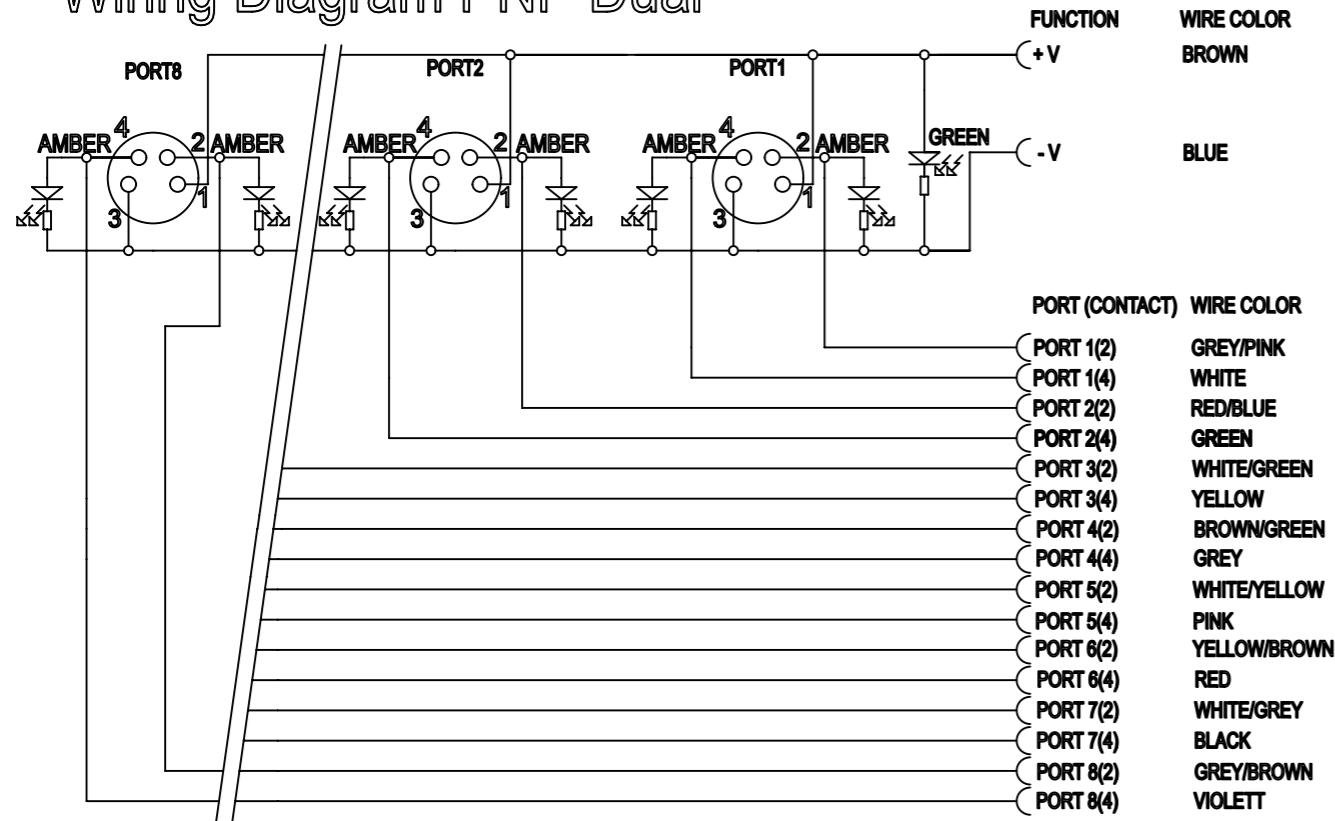 Wiring Diagram PNP Dual
FUNCTION WIRE COLOR
+ V BROWN
PORT8 PORT2 PORT1
AMBER 4 2 AMBER AMBER 4 2 AMBER AMBER 4 2 AMBER GREEN
- V BLUE
3 1 3 1 3 1
PORT (CONTACT) WIRE COLOR
PORT 1(2) GREY/PINK
PORT 1(4) WHITE
PORT 2(2) RED/BLUE
PORT 2(4) GREEN
PORT 3(2) WHITE/GREEN
PORT 3(4) YELLOW
PORT 4(2) BROWN/GREEN
PORT 4(4) GREY
PORT 5(2) WHITE/YELLOW
PORT 5(4) PINK
PORT 6(2) YELLOW/BROWN
PORT 6(4) RED
PORT 7(2) WHITE/GREY
PORT 7(4) BLACK
PORT 8(2) GREY/BROWN
PORT 8(4) VIOLETT